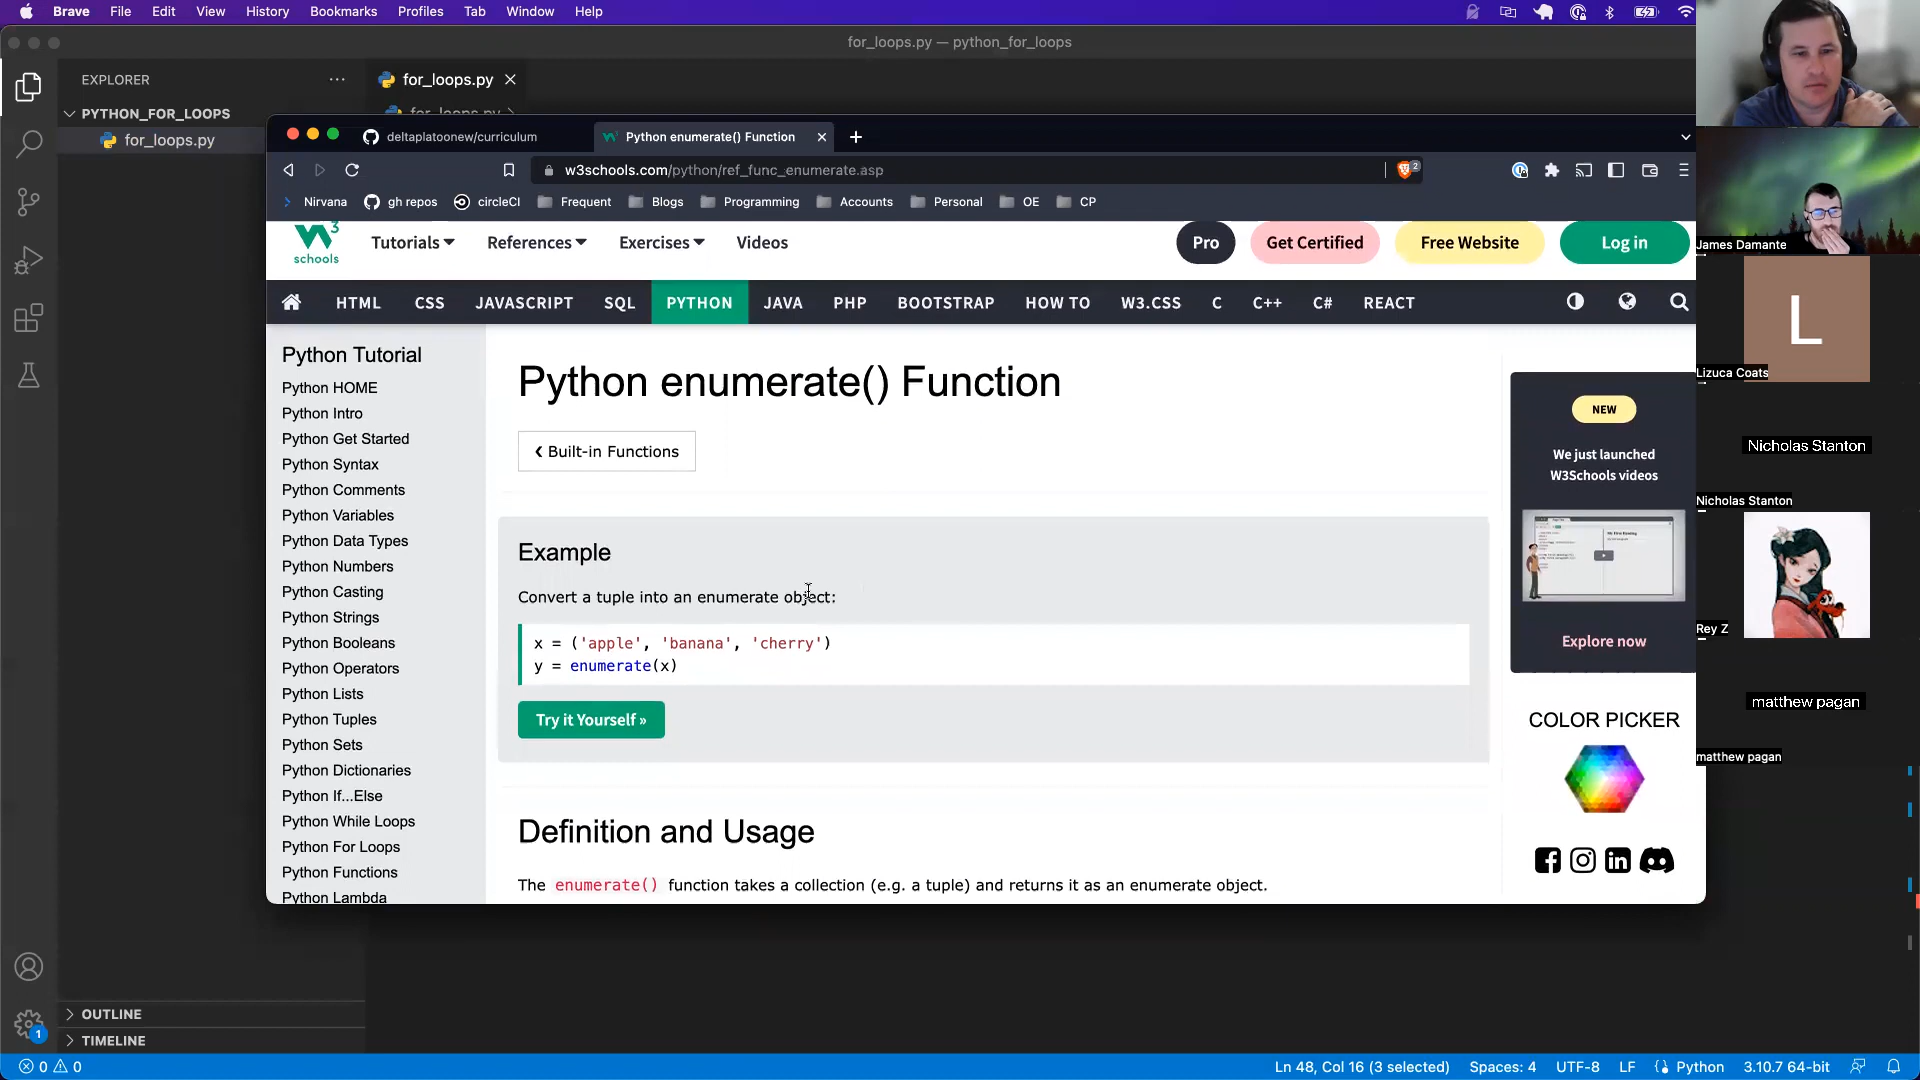 Brave File Edit View History Bookmarks Profiles Tab Window Help
for_loops.py — python_for_loops
EXPLORER
for_loops.py
PYTHON_FOR_LOOPS
for_loops.py
for_loops.py
deltaplatoonew/curriculum
Python enumerate() Function
w3schools.com/python/ref_func_enumerate.asp
2
Nirvana gh repos circleCI Frequent Blogs Programming Accounts Personal OE CP
W3
schools
Tutorials References Exercises Videos
Pro Get Certified Free Website Log in
HTML CSS JAVASCRIPT SQL PYTHON JAVA PHP BOOTSTRAP HOW TO W3.CSS C C++ C# REACT
Python Tutorial
Python HOME
Python Intro
Python Get Started
Python Syntax
Python Comments
Python Variables
Python Data Types
Python Numbers
Python Casting
Python Strings
Python Booleans
Python Operators
Python Lists
Python Tuples
Python Sets
Python Dictionaries
Python If...Else
Python While Loops
Python For Loops
Python Functions
Python Lambda
Python enumerate() Function
❮ Built-in Functions
Example
Convert a tuple into an enumerate object:
x = ('apple', 'banana', 'cherry')
y = enumerate(x)
Try it Yourself »
Definition and Usage
The enumerate() function takes a collection (e.g. a tuple) and returns it as an enumerate object.
NEW
We just launched
W3Schools videos
Explore now
COLOR PICKER
James Damante
L
Lizuca Coats
Nicholas Stanton
Nicholas Stanton
Rey Z
matthew pagan
matthew pagan
1
OUTLINE
TIMELINE
0 0
Ln 48, Col 16 (3 selected) Spaces: 4 UTF-8 LF Python 3.10.7 64-bit